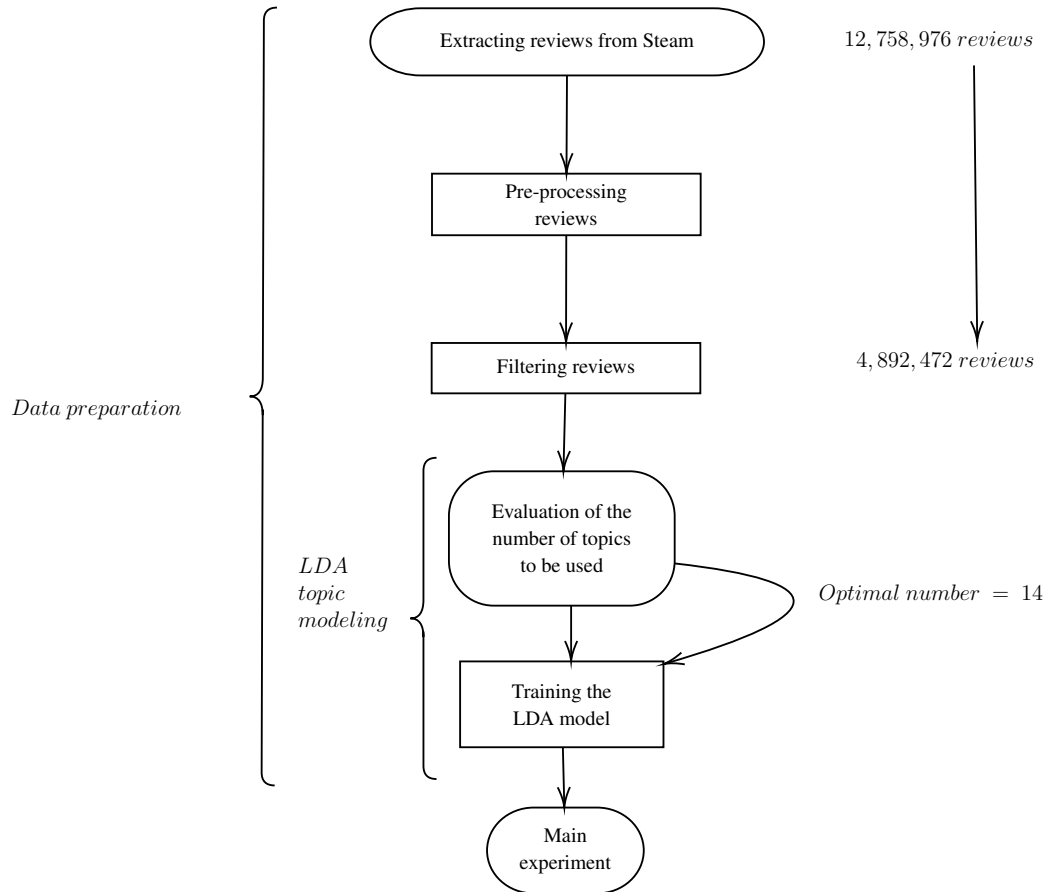 Extracting reviews from Steam
12, 758, 976 reviews
Pre-processing
reviews
Filtering reviews
4, 892, 472 reviews
Data preparation
Evaluation of the
number of topics
to be used
LDA
topic
modeling
Optimal number = 14
Training the
LDA model
Main
experiment